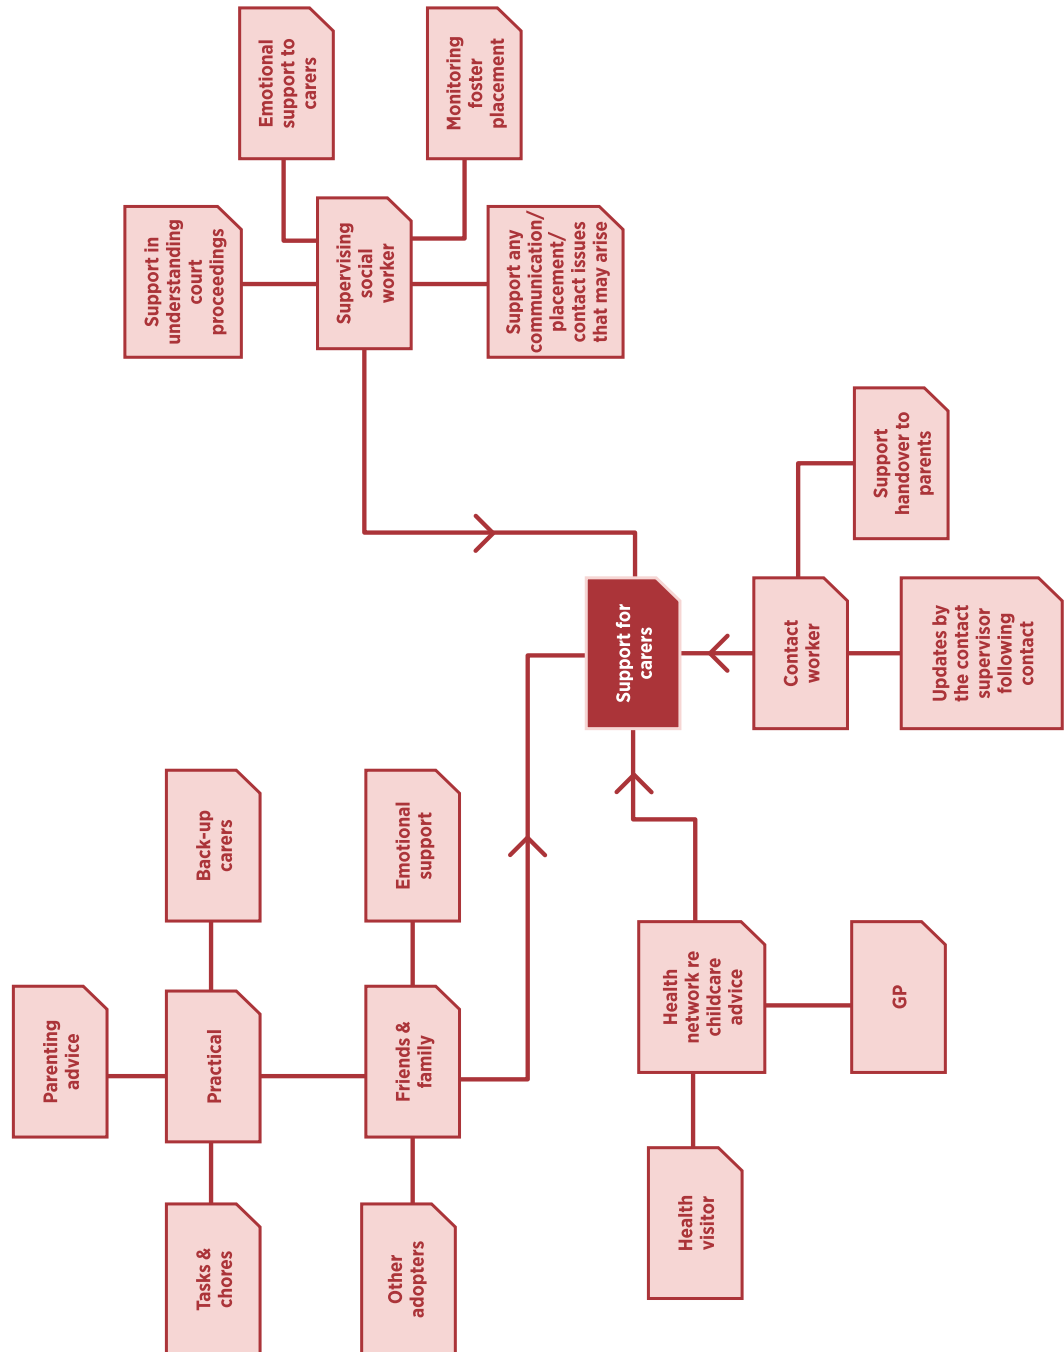 Tasks &
chores
Parenting
advice
Practical
Back-up
carers
Other
adopters
Friends &
family
Emotional
support
Support in
understanding
court
proceedings
Emotional
support to
carers
Supervising
social
worker
Monitoring
foster
placement
Support any
communication/
placement/
contact issues
that may arise
Support for
carers
Health
visitor
Health
network re
childcare
advice
GP
Contact
worker
Support
handover to
parents
Updates by
the contact
supervisor
following
contact